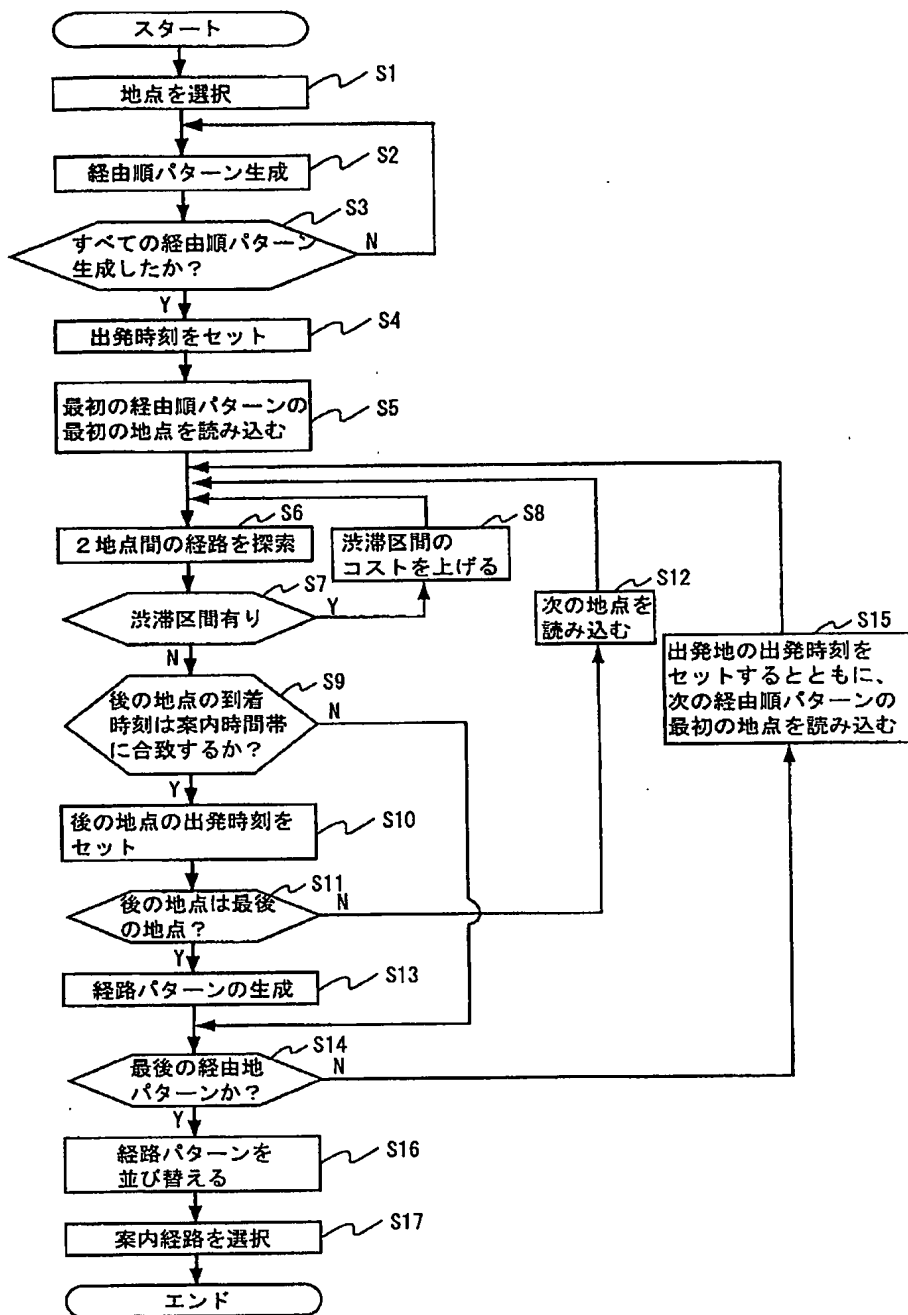 スタート
S1
地点を選択
S2
経由順パターン生成
S3
すべての経由順パターン
生成したか?
N
Y
S4
出発時刻をセット
S5
最初の経由順パターンの
最初の地点を読み込む
S6
2地点間の経路を探索
S8
渋滞区間の
コストを上げる
S7
渋滞区間有り
Y
N
S12
次の地点を
読み込む
S15
出発地の出発時刻を
セットするとともに、
次の経由順パターンの
最初の地点を読み込む
S9
後の地点の到着
時刻は案内時間帯
に合致するか?
N
Y
S10
後の地点の出発時刻を
セット
S11
後の地点は最後
の地点?
N
Y
S13
経路パターンの生成
S14
最後の経由地
パターンか?
N
Y
S16
経路パターンを
並び替える
S17
案内経路を選択
エンド